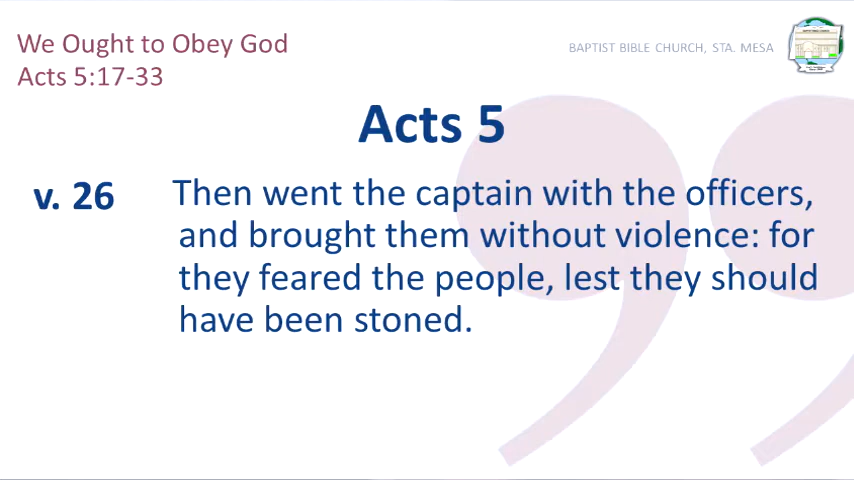 We Ought to Obey God
Acts 5:17-33
BAPTIST BIBLE CHURCH, STA. MESA
Acts 5
v. 26 Then went the captain with the officers,
and brought them without violence: for
they feared the people, lest they should
have been stoned.